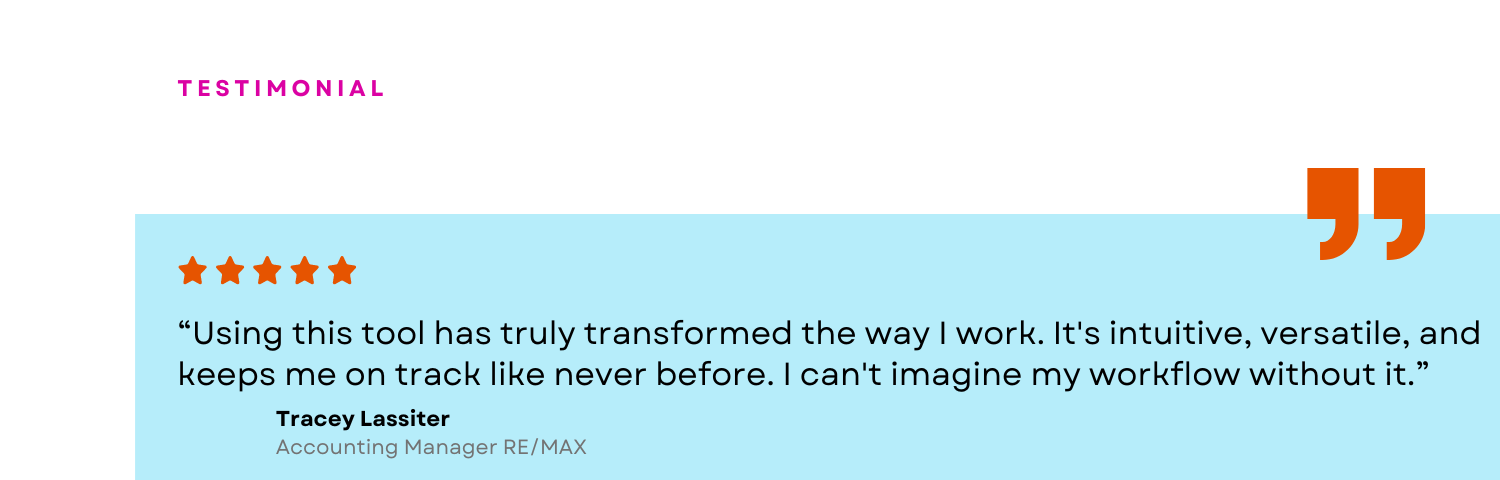 TESTIMONIAL
“Using this tool has truly transformed the way I work. It's intuitive, versatile, and
keeps me on track like never before. I can't imagine my workflow without it.”
Tracey Lassiter
Accounting Manager RE/MAX